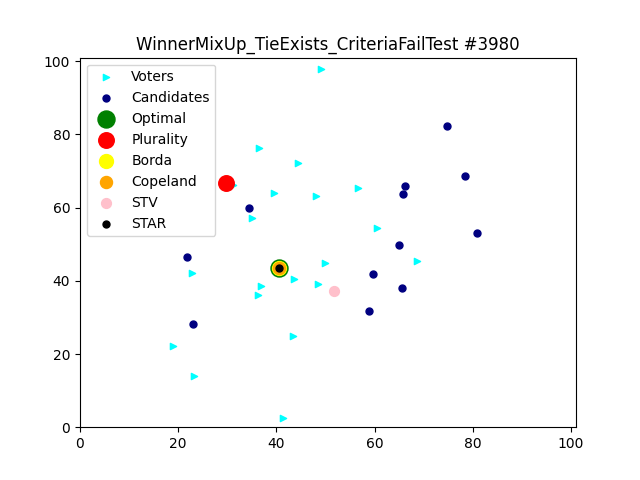 WinnerMixUp_TieExists_CriteriaFailTest #3980
Voters
Candidates
Optimal
Plurality
Borda
Copeland
STV
STAR
100
80
60
40
20
0
0 20 40 60 80 100